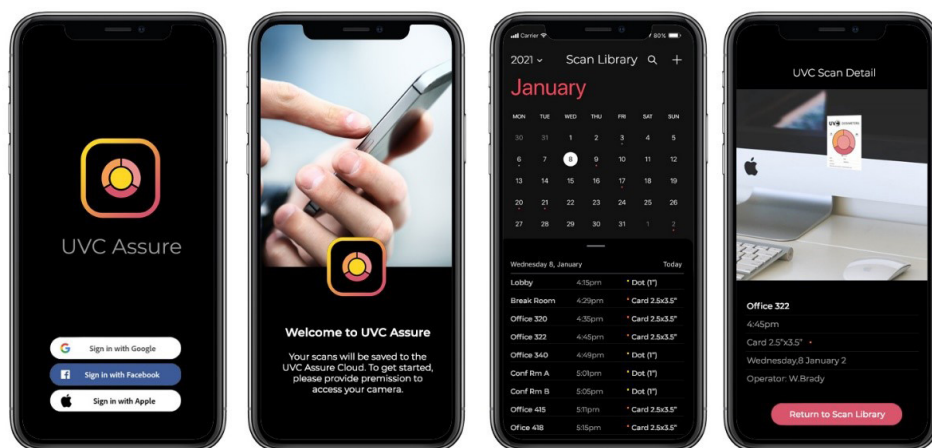 UVC Assure
Sign in with Google
Sign in with Facebook
Sign in with Apple
Welcome to UVC Assure
Your scans will be saved to the
UVC Assure Cloud. To get started,
please provide premission to
access your camera.
Carrier 80%
2021 Scan Library
January
MON TUE WED THU FRI SAT SUN
30 31 1 2 3 4 5
6 7 8 9 10 11 12
13 14 15 16 17 18 19
20 21 22 23 24 25 26
27 28 29 30 31 1 2
Wednesday 8, January Today
Lobby 4:15pm Dot (1")
Break Room 4:29pm Card 2.5x3.5"
Office 320 4:35pm Card 2.5x3.5"
Office 322 4:45pm Card 2.5x3.5"
Office 340 4:49pm Dot (1")
Conf Rm A 5:01pm Dot (1")
Conf Rm B 5:05pm Dot (1")
Office 415 5:11pm Card 2.5x3.5"
Ofice 418 5:15pm Card 2.5x3.5"
UVC Scan Detail
Office 322
4:45pm
Card 2.5"x3.5"
Wednesday,8 January 2
Operator: W.Brady
Return to Scan Library